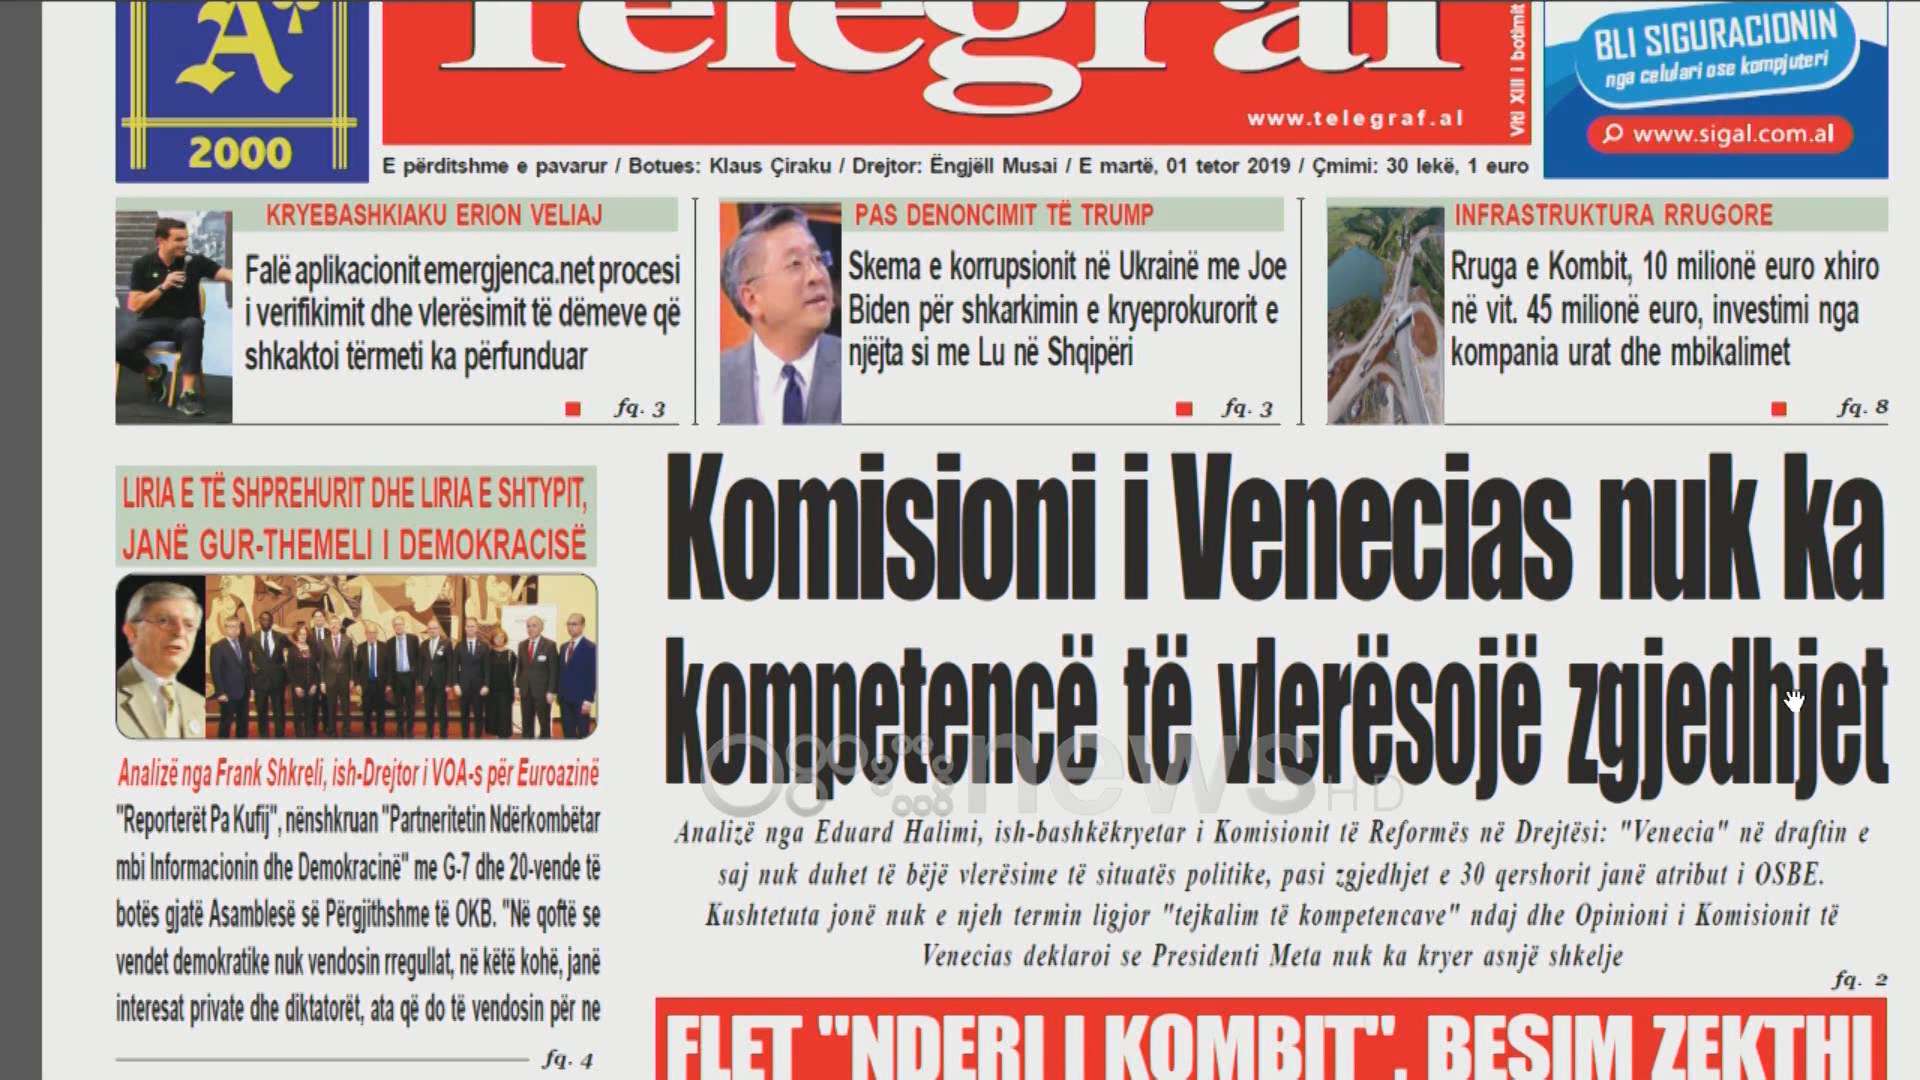 A
2000
Telegraf
www.telegraf.al
Viti XIII i botimit
BLI SIGURACIONIN
nga celulari ose kompjuteri
www.sigal.com.al
E përditshme e pavarur / Botues: Klaus Çiraku / Drejtor: Ëngjëll Musai / E martë, 01 tetor 2019 / Çmimi: 30 lekë, 1 euro
KRYEBASHKIAKU ERION VELIAJ
Falë aplikacionit emergjenca.net procesi
i verifikimit dhe vlerësimit të dëmeve që
shkaktoi tërmeti ka përfunduar
fq. 3
PAS DENONCIMIT TË TRUMP
Skema e korrupsionit në Ukrainë me Joe
Biden për shkarkimin e kryeprokurorit e
njëjta si me Lu në Shqipëri
fq. 3
INFRASTRUKTURA RRUGORE
Rruga e Kombit, 10 milionë euro xhiro
në vit. 45 milionë euro, investimi nga
kompania urat dhe mbikalimet
fq. 8
LIRIA E TË SHPREHURIT DHE LIRIA E SHTYPIT,
JANË GUR-THEMELI I DEMOKRACISË
Analizë nga Frank Shkreli, ish-Drejtor i VOA-s për Euroazinë
"Reporterët Pa Kufij", nënshkruan "Partneritetin Ndërkombëtar
mbi Informacionin dhe Demokracinë" me G-7 dhe 20-vende të
botës gjatë Asamblesë së Përgjithshme të OKB. "Në qoftë se
vendet demokratike nuk vendosin rregullat, në këtë kohë, janë
interesat private dhe diktatorët, ata që do të vendosin për ne
fq. 4
Komisioni i Venecias nuk ka
kompetencë të vlerësojë zgjedhjet
news HD
Analizë nga Eduard Halimi, ish-bashkëkryetar i Komisionit të Reformës në Drejtësi: "Venecia" në draftin e
saj nuk duhet të bëjë vlerësime të situatës politike, pasi zgjedhjet e 30 qershorit janë atribut i OSBE.
Kushtetuta jonë nuk e njeh termin ligjor "tejkalim të kompetencave" ndaj dhe Opinioni i Komisionit të
Venecias deklaroi se Presidenti Meta nuk ka kryer asnjë shkelje
fq. 2
FLET "NDERI I KOMBIT", BESIM ZEKTHI